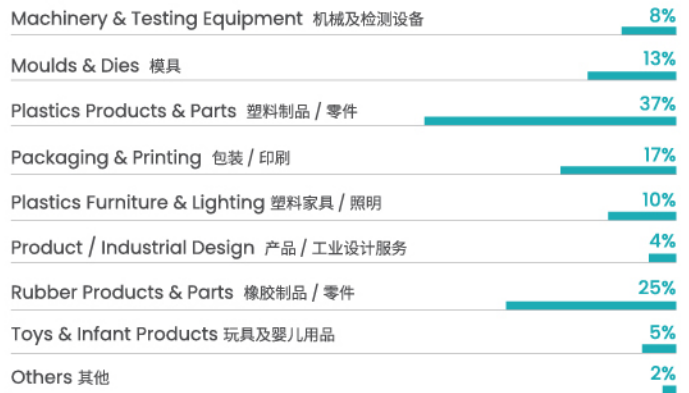 Machinery & Testing Equipment 机械及检测设备 8%
Moulds & Dies 模具 13%
Plastics Products & Parts 塑料制品 / 零件 37%
Packaging & Printing 包装 / 印刷 17%
Plastics Furniture & Lighting 塑料家具 / 照明 10%
Product / Industrial Design 产品 / 工业设计服务 4%
Rubber Products & Parts 橡胶制品 / 零件 25%
Toys & Infant Products 玩具及婴儿用品 5%
Others 其他 2%